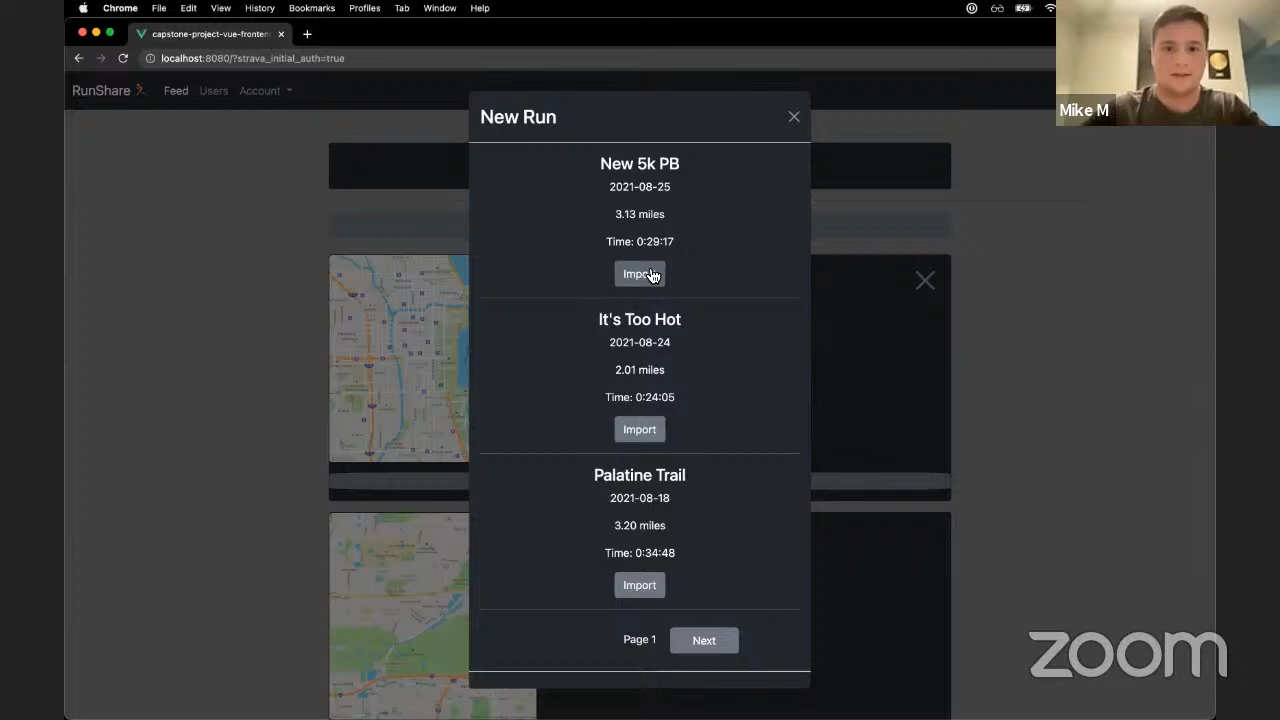 Chrome File Edit View History Bookmarks Profiles Tab Window Help
capstone-project-vue-fronten
localhost:8080/?strava_initial_auth=true
RunShare Feed Users Account
Mike M
New Run
New 5k PB
2021-08-25
3.13 miles
Time: 0:29:17
Import
It's Too Hot
2021-08-24
2.01 miles
Time: 0:24:05
Import
Palatine Trail
2021-08-18
3.20 miles
Time: 0:34:48
Import
Page 1 Next
zoom